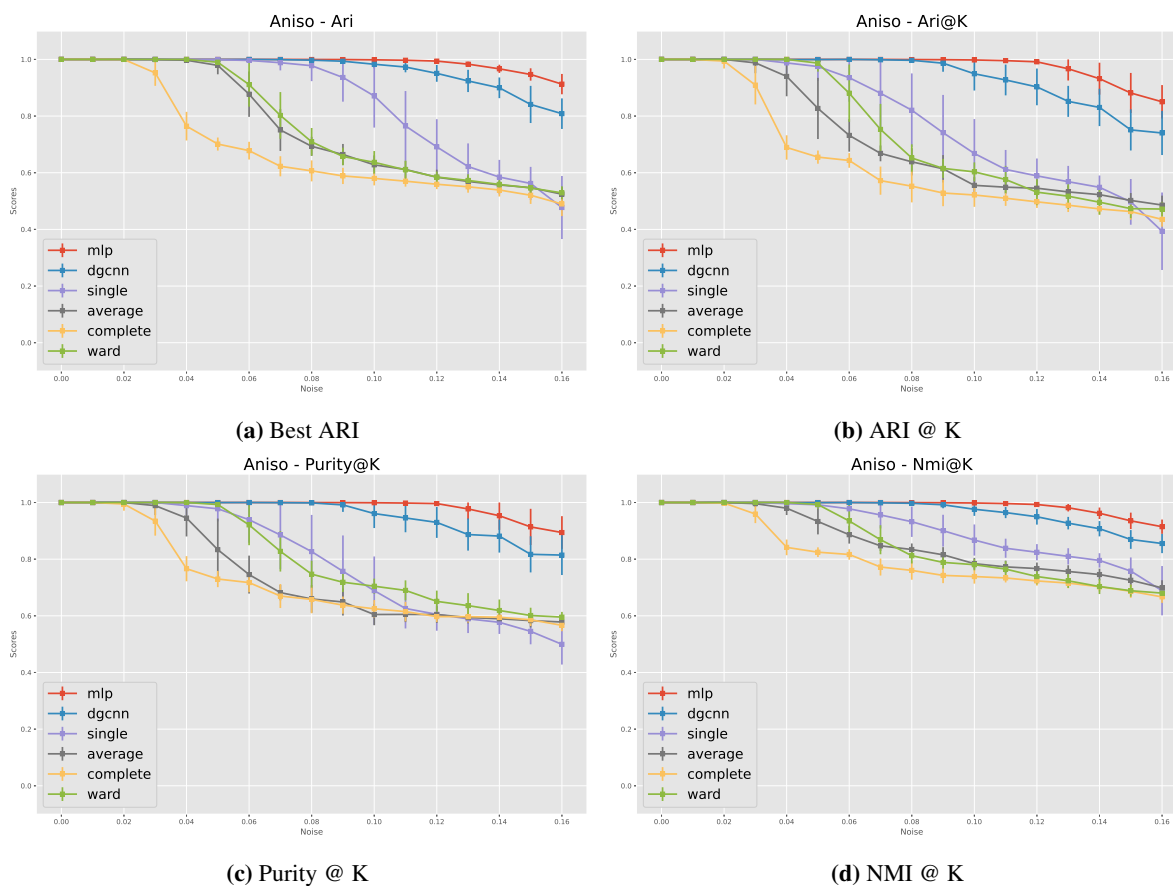 Aniso - Ari
Scores
1.0
0.8
0.6
0.4
0.2
0.0
mlp
dgcnn
single
average
complete
ward
0.00 0.02 0.04 0.06 0.08 0.10 0.12 0.14 0.16
Noise
(a) Best ARI
Aniso - Ari@K
Scores
1.0
0.8
0.6
0.4
0.2
0.0
mlp
dgcnn
single
average
complete
ward
0.00 0.02 0.04 0.06 0.08 0.10 0.12 0.14 0.16
Noise
(b) ARI @ K
Aniso - Purity@K
Scores
1.0
0.8
0.6
0.4
0.2
0.0
mlp
dgcnn
single
average
complete
ward
0.00 0.02 0.04 0.06 0.08 0.10 0.12 0.14 0.16
Noise
(c) Purity @ K
Aniso - Nmi@K
Scores
1.0
0.8
0.6
0.4
0.2
0.0
mlp
dgcnn
single
average
complete
ward
0.00 0.02 0.04 0.06 0.08 0.10 0.12 0.14 0.16
Noise
(d) NMI @ K